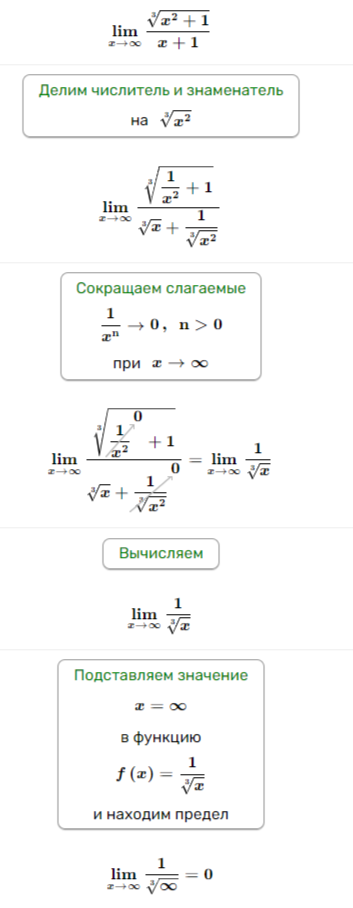 \lim_{x \to \infty} \frac{\sqrt[3]{x^2 + 1}}{x + 1}
Делим числитель и знаменатель
на \sqrt[3]{x^2}
\lim_{x \to \infty} \frac{\sqrt[3]{\frac{1}{x^2} + 1}}{\sqrt[3]{x} + \frac{1}{\sqrt[3]{x^2}}}
Сокращаем слагаемые
\frac{1}{x^n} \to 0, n > 0
при x \to \infty
\lim_{x \to \infty} \frac{\sqrt[3]{\frac{1}{x^2}^{0} + 1}}{\sqrt[3]{x} + \frac{1}{\sqrt[3]{x^2}}^{0}} = \lim_{x \to \infty} \frac{1}{\sqrt[3]{x}}
Вычисляем
\lim_{x \to \infty} \frac{1}{\sqrt[3]{x}}
Подставляем значение
x = \infty
в функцию
f(x) = \frac{1}{\sqrt[3]{x}}
и находим предел
\lim_{x \to \infty} \frac{1}{\sqrt[3]{\infty}} = 0